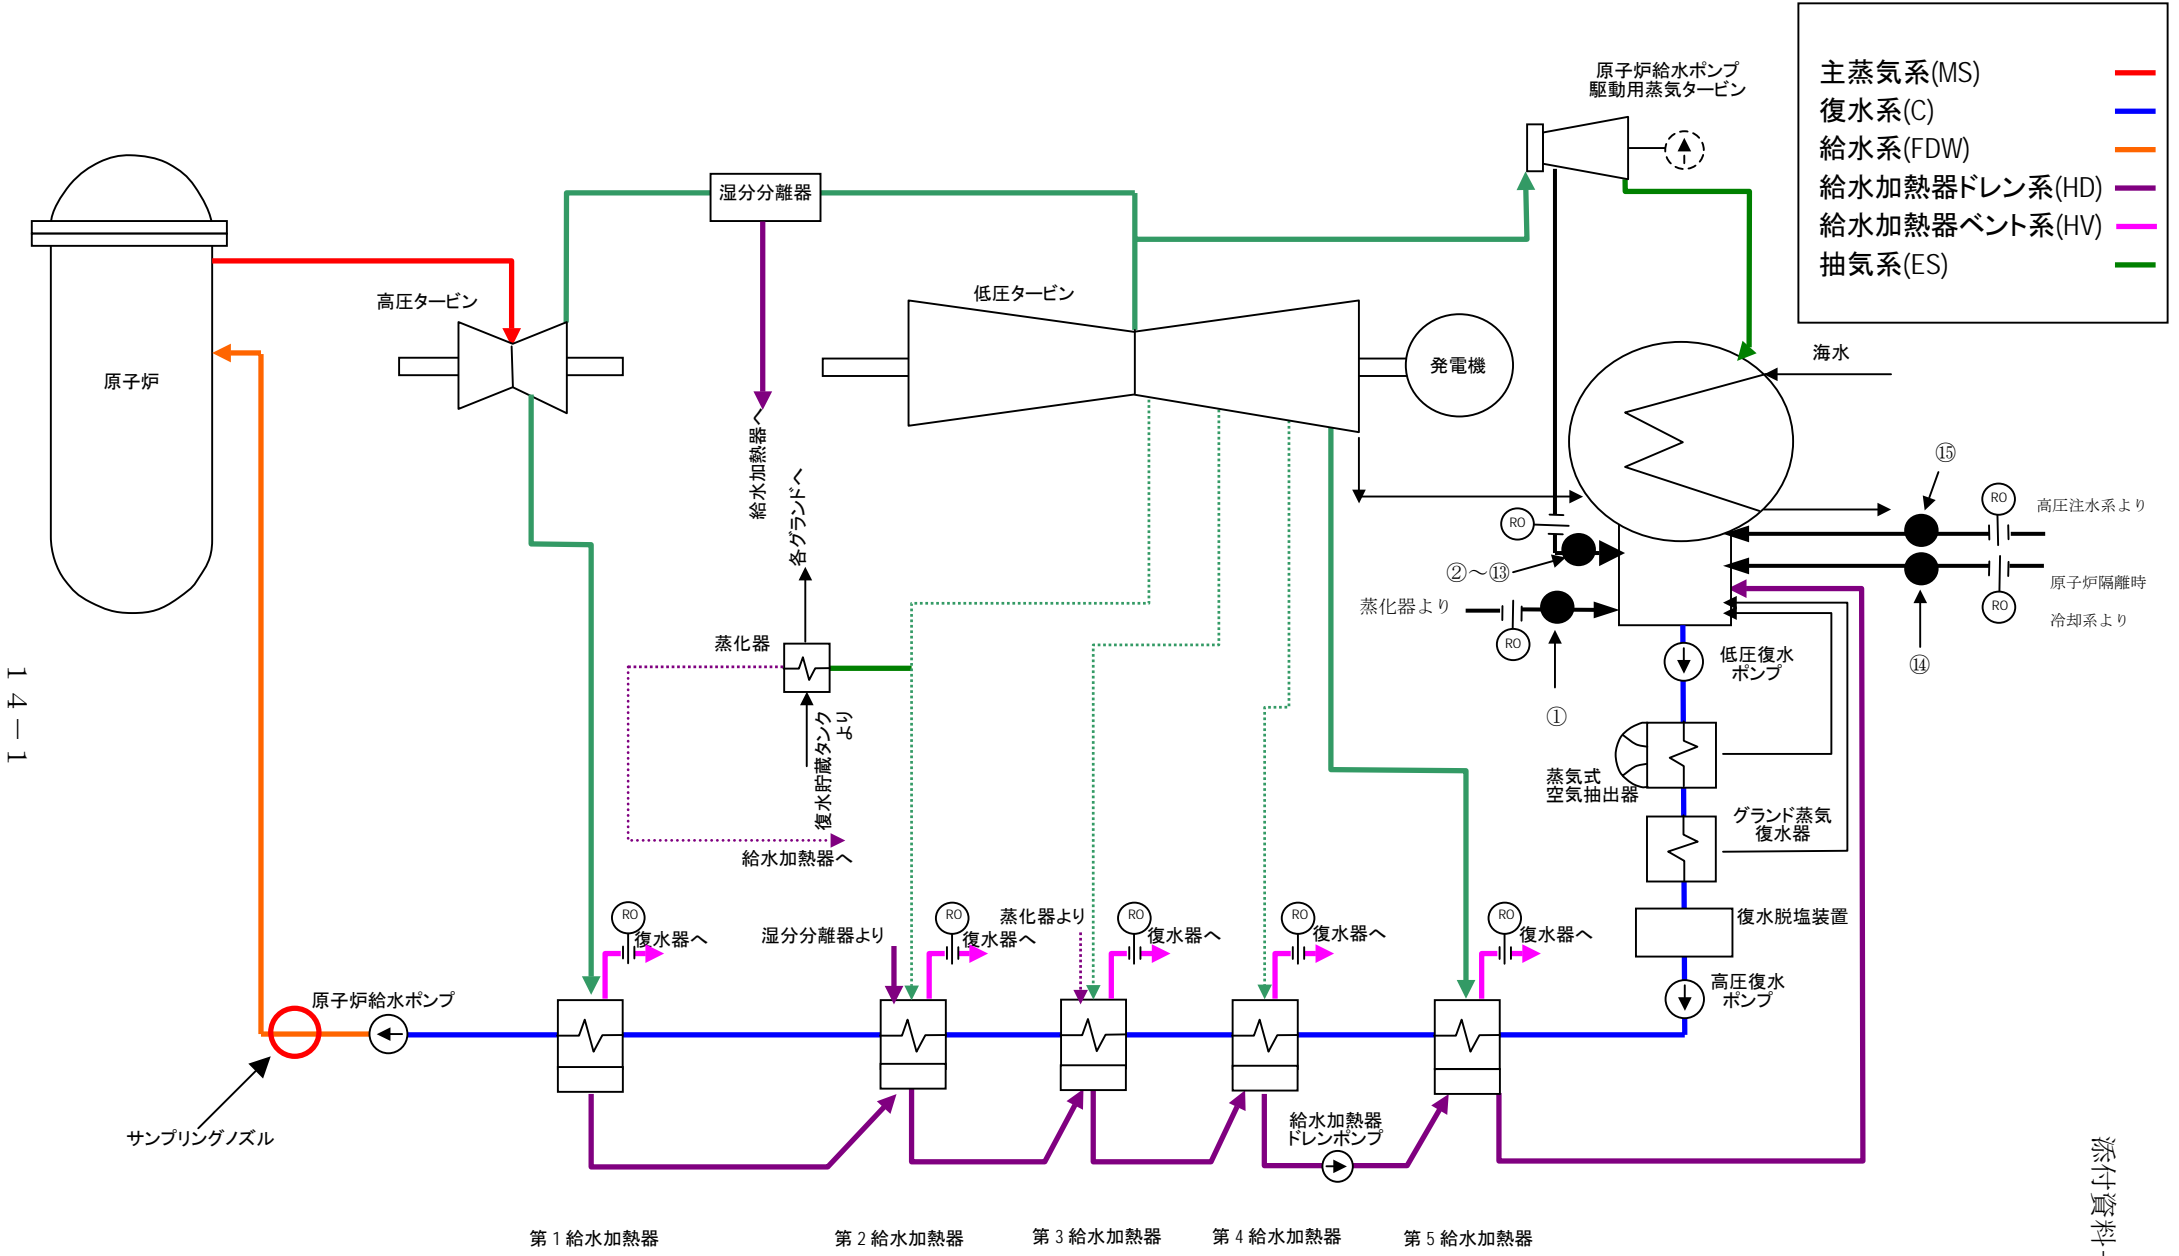 原子炉給水ポンプ
駆動用蒸気タービン
主蒸気系(MS)
復水系(C)
給水系(FDW)
給水加熱器ドレン系(HD)
給水加熱器ベント系(HV)
抽気系(ES)
湿分分離器
高圧タービン
低圧タービン
原子炉
発電機
海水
給水加熱器へ
各グランドへ
⑮
RO
高圧注水系より
RO
②～⑬
原子炉隔離時
冷却系より
RO
蒸化器より
RO
⑭
①
蒸化器
復水貯蔵タンク
より
給水加熱器へ
低圧復水
ポンプ
蒸気式
空気抽出器
グランド蒸気
復水器
復水脱塩装置
高圧復水
ポンプ
RO
復水器へ
湿分分離器より
RO
復水器へ
蒸化器より
RO
復水器へ
RO
復水器へ
RO
復水器へ
原子炉給水ポンプ
サンプリングノズル
給水加熱器
ドレンポンプ
第1給水加熱器
第2給水加熱器
第3給水加熱器
第4給水加熱器
第5給水加熱器
14－1
添付資料-